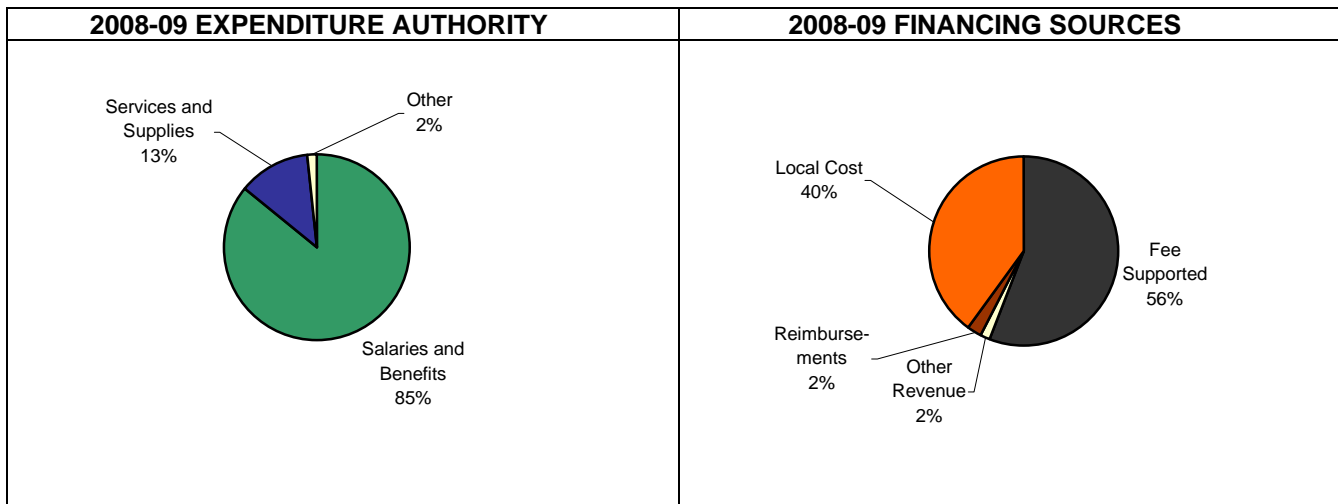 2008-09 EXPENDITURE AUTHORITY
Services and
Supplies
13%
Other
2%
Salaries and
Benefits
85%
2008-09 FINANCING SOURCES
Local Cost
40%
Fee
Supported
56%
Reimburse-
ments
2%
Other
Revenue
2%